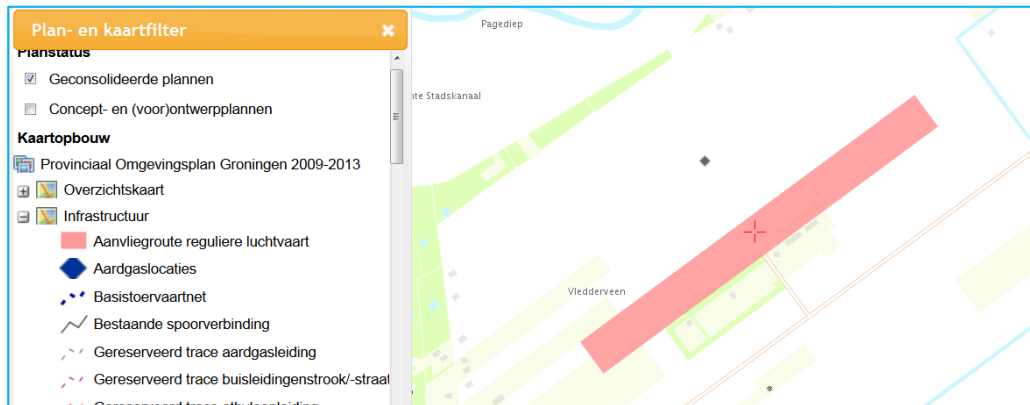 Plan- en kaartfilter
Planstatus
Geconsolideerde plannen
Concept- en (voor)ontwerpplannen
Kaartopbouw
Provinciaal Omgevingsplan Groningen 2009-2013
Overzichtskaart
Infrastructuur
Aanvliegroute reguliere luchtvaart
Aardgaslocaties
Basistoervaartnet
Bestaande spoorverbinding
Gereserveerd trace aardgasleiding
Gereserveerd trace buisleidingenstrook/-straat
Pagediep
Stadskanaal
Vledderveen